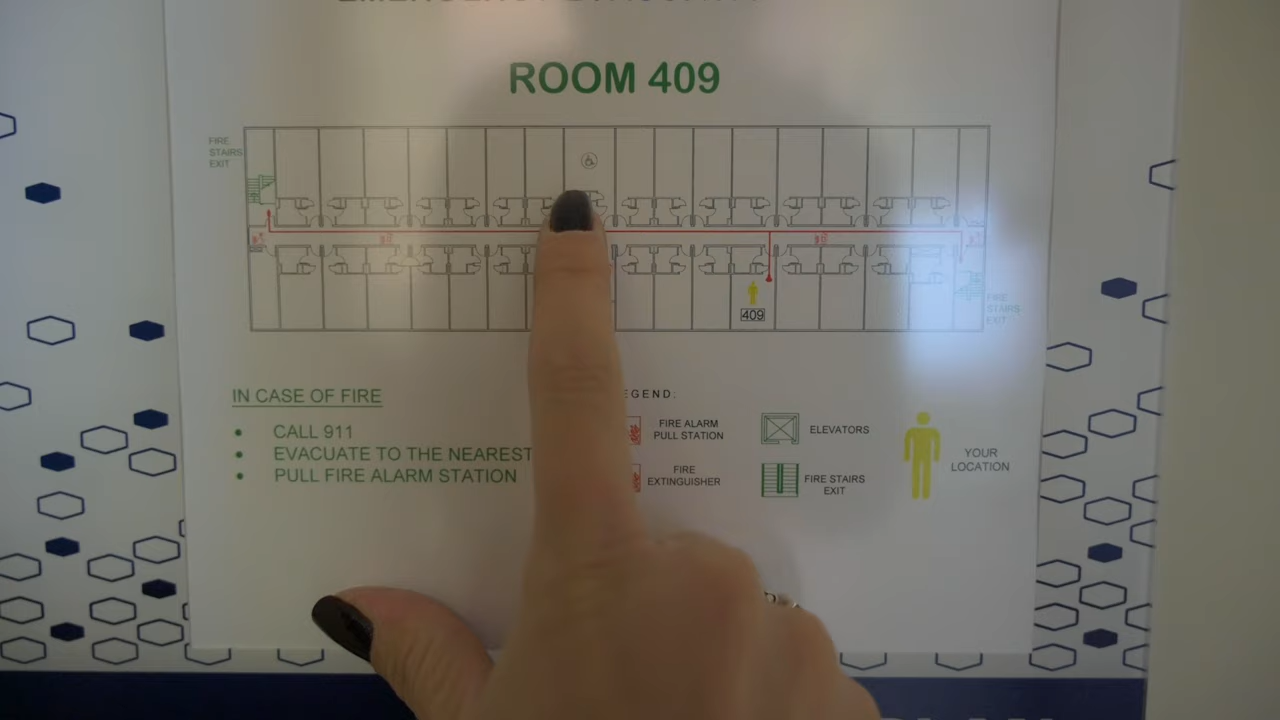 ROOM 409
FIRE
STAIRS
EXIT
409
FIRE
STAIRS
EXIT
IN CASE OF FIRE
• CALL 911
• EVACUATE TO THE NEAREST
• PULL FIRE ALARM STATION
EGEND:
FIRE ALARM
PULL STATION
ELEVATORS
FIRE
EXTINGUISHER
FIRE STAIRS
EXIT
YOUR
LOCATION